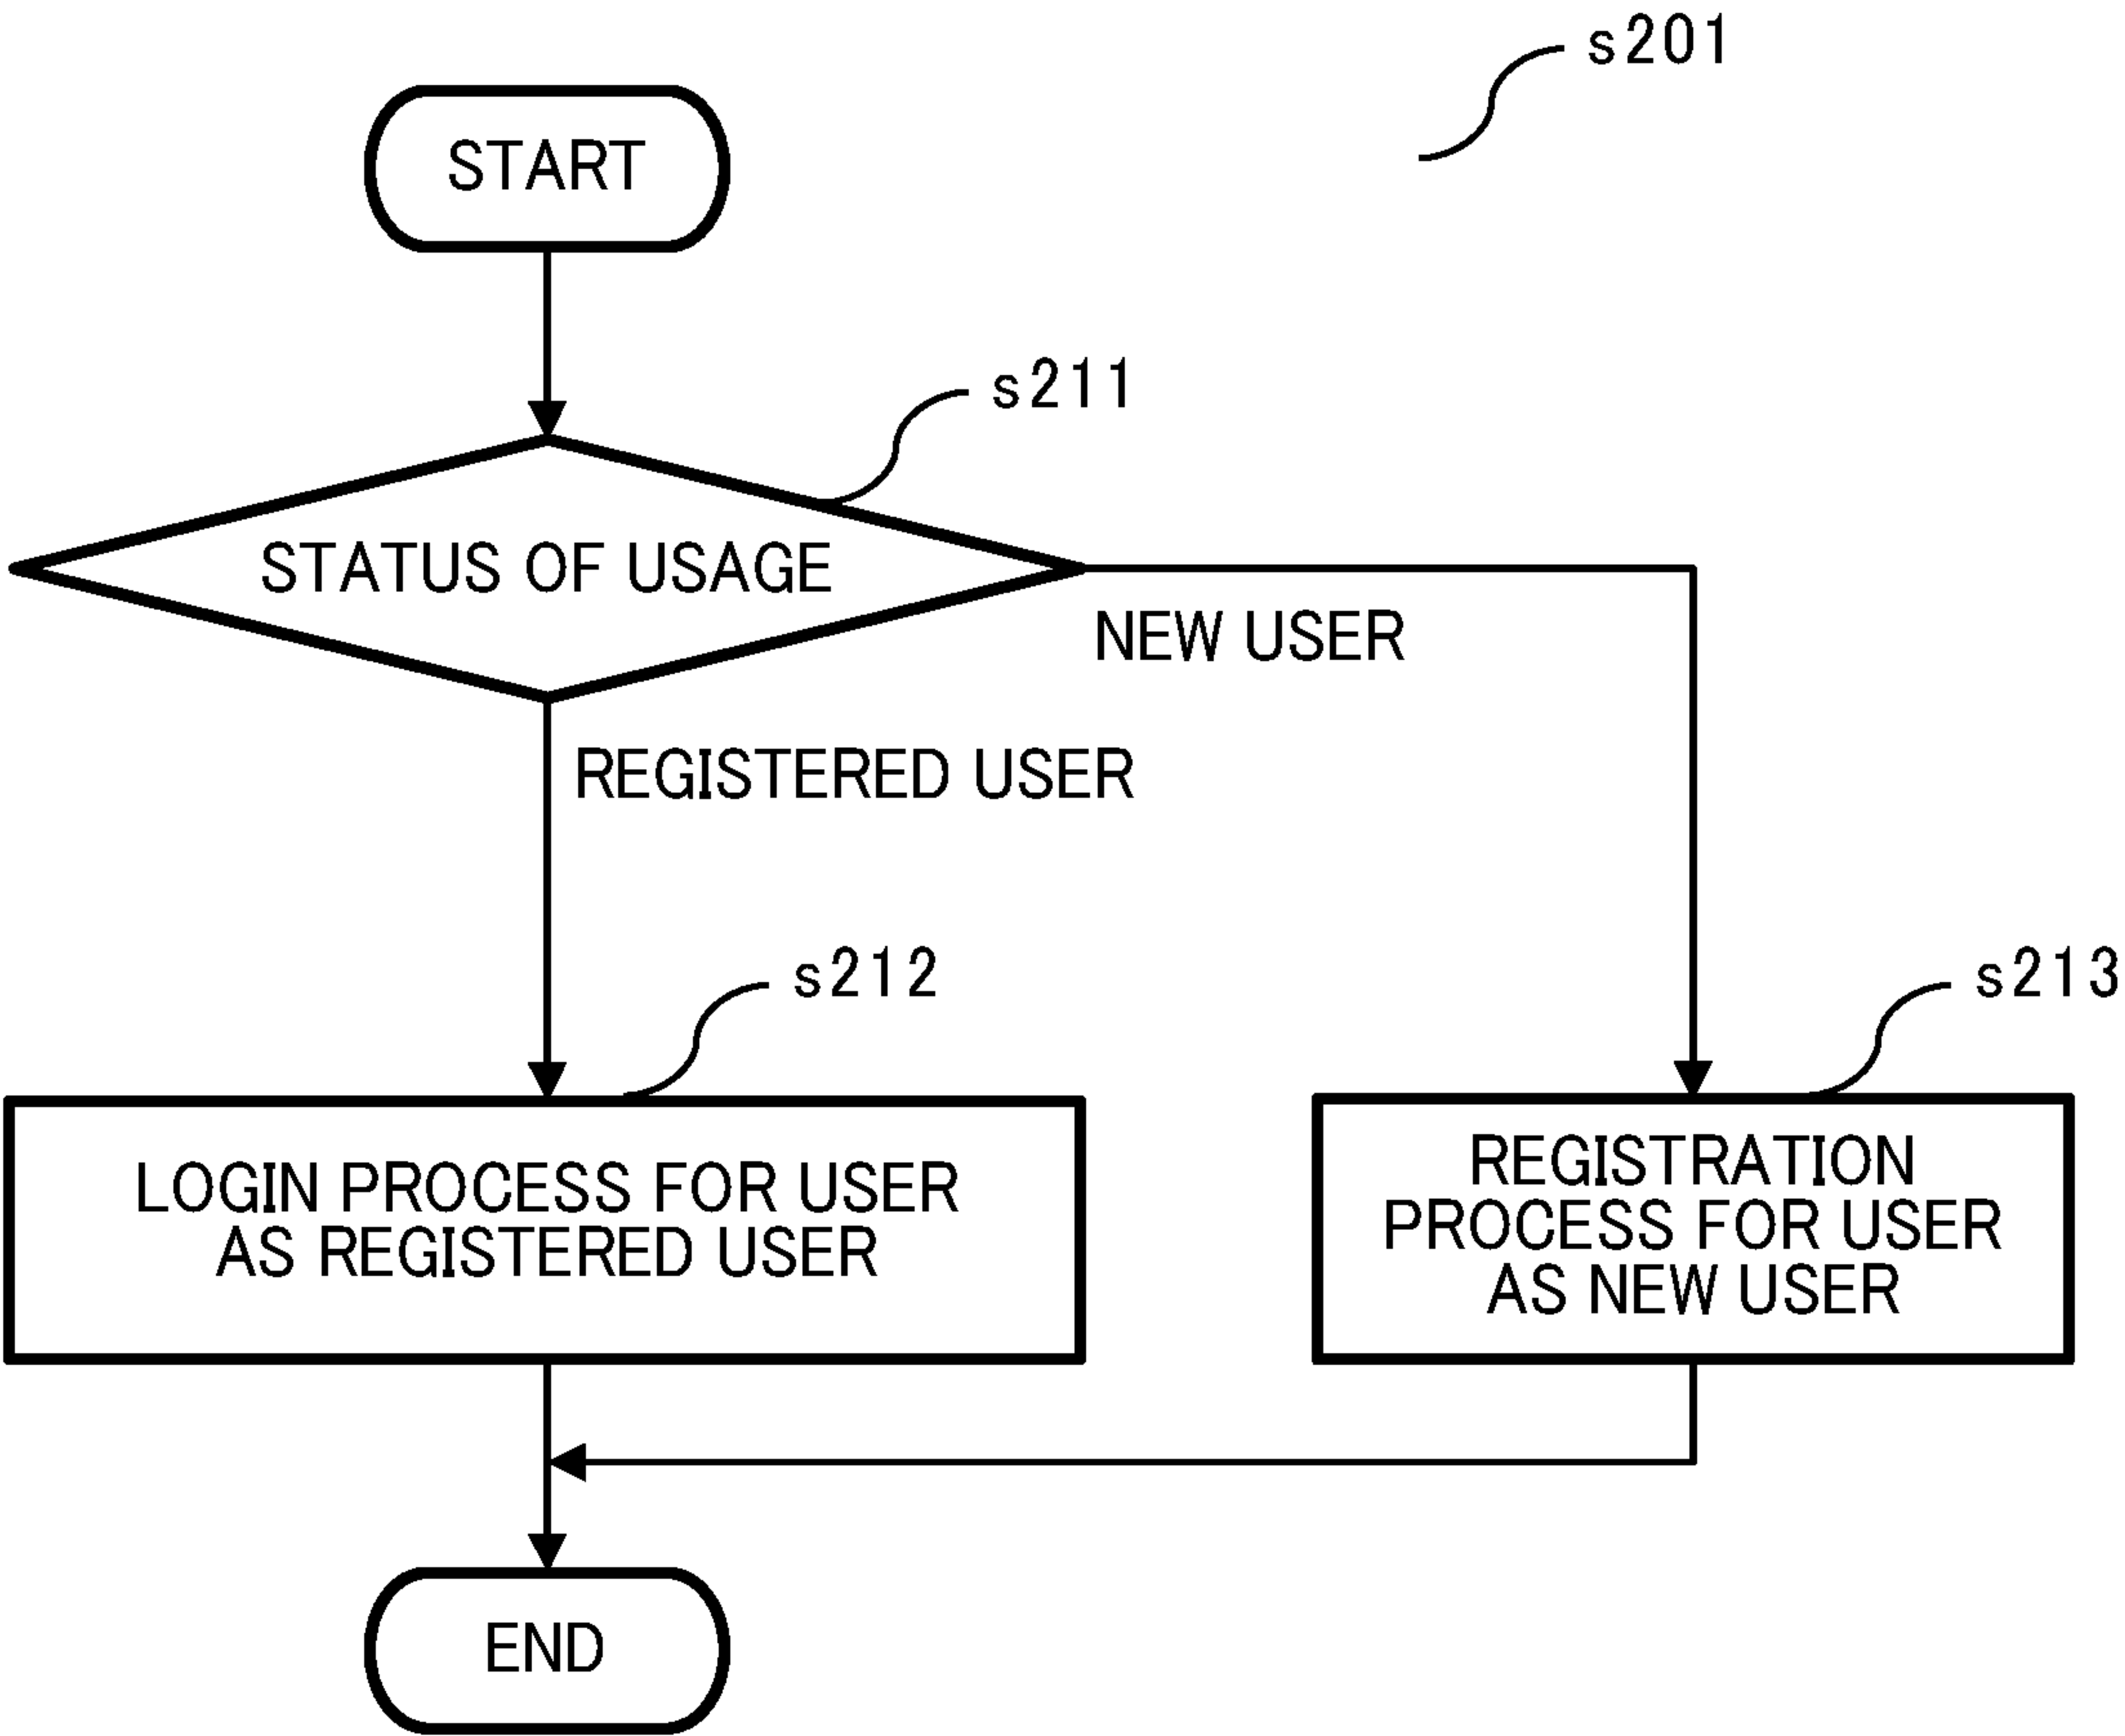 s201
START
s211
STATUS OF USAGE
NEW USER
REGISTERED USER
s212
s213
LOGIN PROCESS FOR USER
AS REGISTERED USER
REGISTRATION
PROCESS FOR USER
AS NEW USER
END